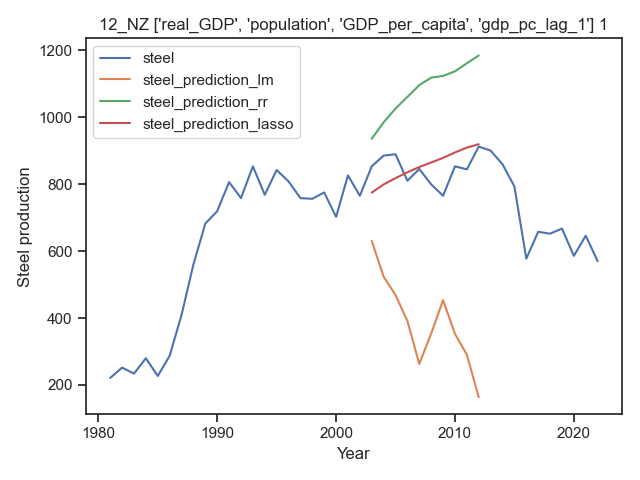 12_NZ ['real_GDP', 'population', 'GDP_per_capita', 'gdp_pc_lag_1'] 1
steel
steel_prediction_lm
steel_prediction_rr
steel_prediction_lasso
Steel production
1200
1000
800
600
400
200
1980
1990
2000
2010
2020
Year